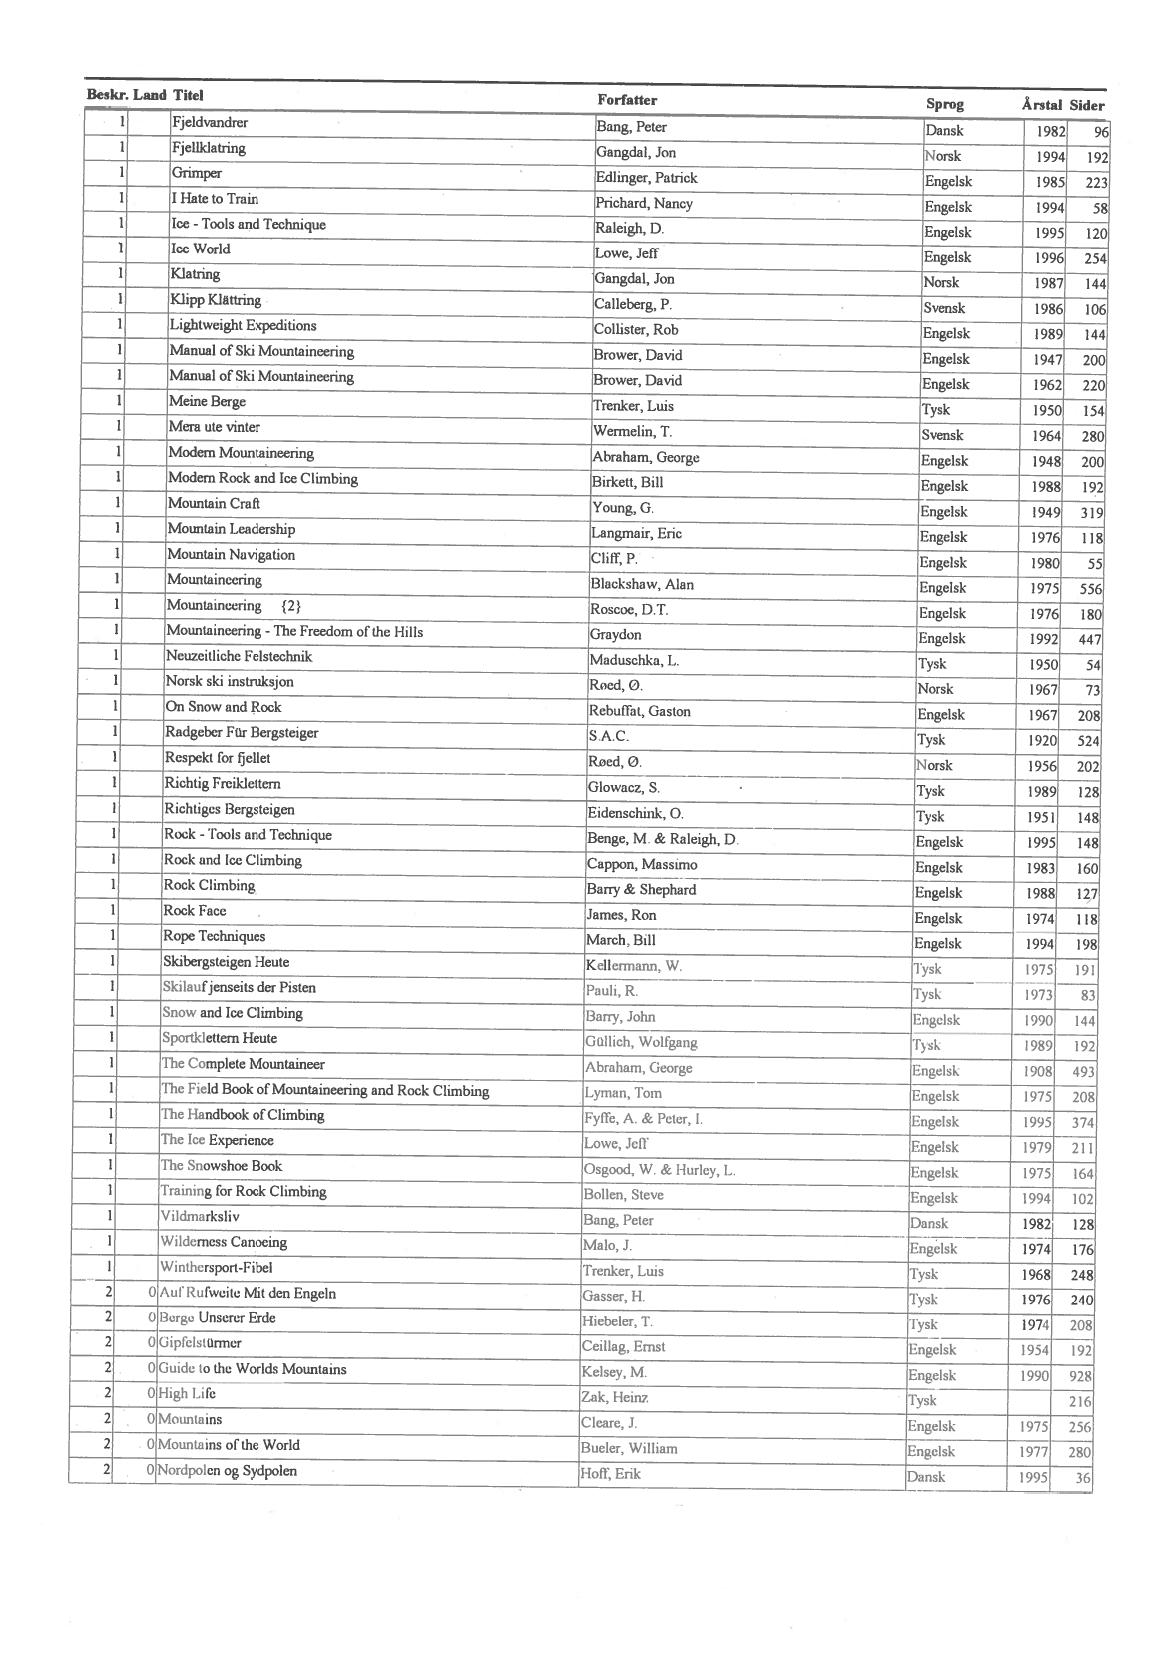 Beskr. Land Titel Forfatter Sprog Årstal Sider
1 Fjeldvandrer Bang, Peter Dansk 1982 96
1 Fjellklatring Gangdal, Jon Norsk 1994 192
1 Grimper Edlinger, Patrick Engelsk 1985 223
1 I Hate to Train Prichard, Nancy Engelsk 1994 58
1 Ice - Tools and Technique Raleigh, D. Engelsk 1995 120
1 Ice World Lowe, Jeff Engelsk 1996 254
1 Klatring Gangdal, Jon Norsk 1987 144
1 Klipp Klättring Calleberg, P. Svensk 1986 106
1 Lightweight Expeditions Collister, Rob Engelsk 1989 144
1 Manual of Ski Mountaineering Brower, David Engelsk 1947 200
1 Manual of Ski Mountaineering Brower, David Engelsk 1962 220
1 Meine Berge Trenker, Luis Tysk 1950 154
1 Mera ute vinter Wermelin, T. Svensk 1964 280
1 Modern Mountaineering Abraham, George Engelsk 1948 200
1 Modern Rock and Ice Climbing Birkett, Bill Engelsk 1988 192
1 Mountain Craft Young, G. Engelsk 1949 319
1 Mountain Leadership Langmair, Eric Engelsk 1976 118
1 Mountain Navigation Cliff, P. Engelsk 1980 55
1 Mountaineering Blackshaw, Alan Engelsk 1975 556
1 Mountaineering {2} Roscoe, D.T. Engelsk 1976 180
1 Mountaineering - The Freedom of the Hills Graydon Engelsk 1992 447
1 Neuzeitliche Felstechnik Maduschka, L. Tysk 1950 54
1 Norsk ski instruksjon Røed, Ø. Norsk 1967 73
1 On Snow and Rock Rebuffat, Gaston Engelsk 1967 208
1 Radgeber Für Bergsteiger S.A.C. Tysk 1920 524
1 Respekt for fjellet Røed, Ø. Norsk 1956 202
1 Richtig Freiklettern Glowacz, S. Tysk 1989 128
1 Richtiges Bergsteigen Eidenschink, O. Tysk 1951 148
1 Rock - Tools and Technique Benge, M. & Raleigh, D. Engelsk 1995 148
1 Rock and Ice Climbing Cappon, Massimo Engelsk 1983 160
1 Rock Climbing Barry & Shephard Engelsk 1988 127
1 Rock Face James, Ron Engelsk 1974 118
1 Rope Techniques March, Bill Engelsk 1994 198
1 Skibergsteigen Heute Kellermann, W. Tysk 1975 191
1 Skilauf jenseits der Pisten Pauli, R. Tysk 1973 83
1 Snow and Ice Climbing Barry, John Engelsk 1990 144
1 Sportklettern Heute Güllich, Wolfgang Tysk 1989 192
1 The Complete Mountaineer Abraham, George Engelsk 1908 493
1 The Field Book of Mountaineering and Rock Climbing Lyman, Tom Engelsk 1975 208
1 The Handbook of Climbing Fyffe, A. & Peter, I. Engelsk 1995 374
1 The Ice Experience Lowe, Jeff Engelsk 1979 211
1 The Snowshoe Book Osgood, W. & Hurley, L. Engelsk 1975 164
1 Training for Rock Climbing Bollen, Steve Engelsk 1994 102
1 Vildmarksliv Bang, Peter Dansk 1982 128
1 Wilderness Canoeing Malo, J. Engelsk 1974 176
1 Winthersport-Fibel Trenker, Luis Tysk 1968 248
2 0 Auf Rufweite Mit den Engeln Gasser, H. Tysk 1976 240
2 0 Berge Unserer Erde Hiebeler, T. Tysk 1974 208
2 0 Gipfelstürmer Ceillag, Ernst Engelsk 1954 192
2 0 Guide to the Worlds Mountains Kelsey, M. Engelsk 1990 928
2 0 High Life Zak, Heinz Tysk 216
2 0 Mountains Cleare, J. Engelsk 1975 256
2 0 Mountains of the World Bueler, William Engelsk 1977 280
2 0 Nordpolen og Sydpolen Hoff, Erik Dansk 1995 36